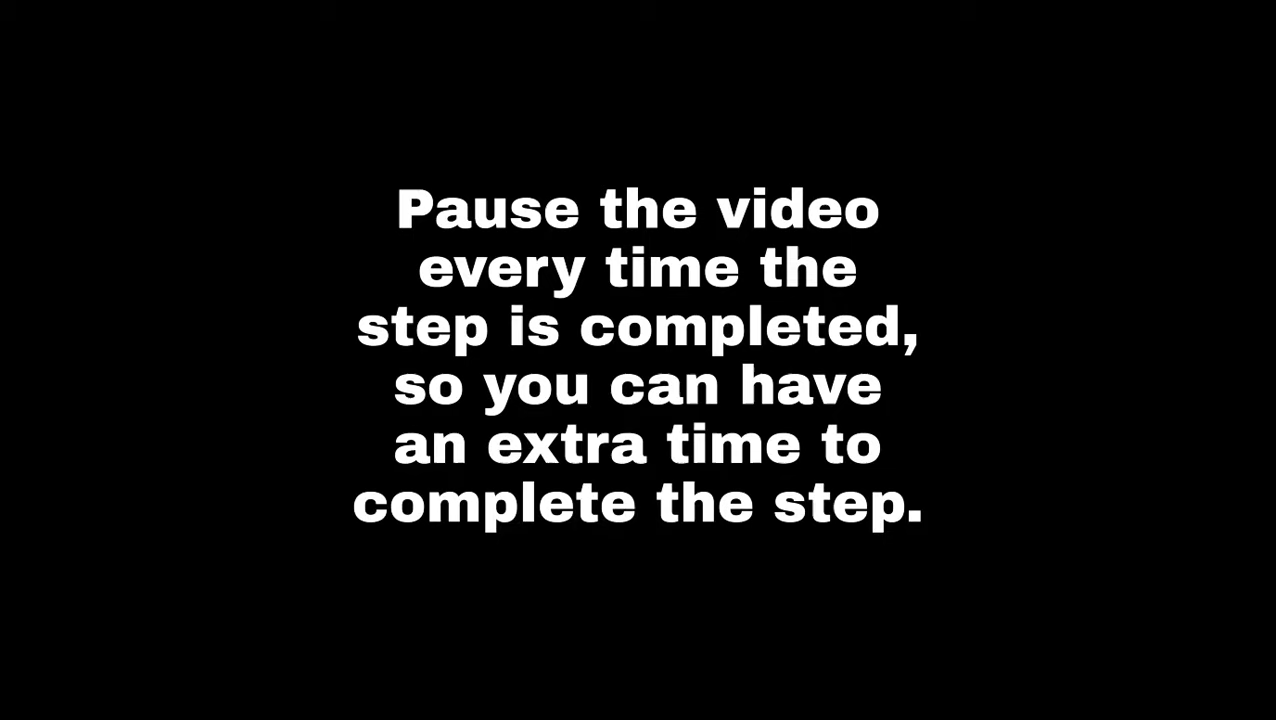 Pause the video
every time the
step is completed,
so you can have
an extra time to
complete the step.